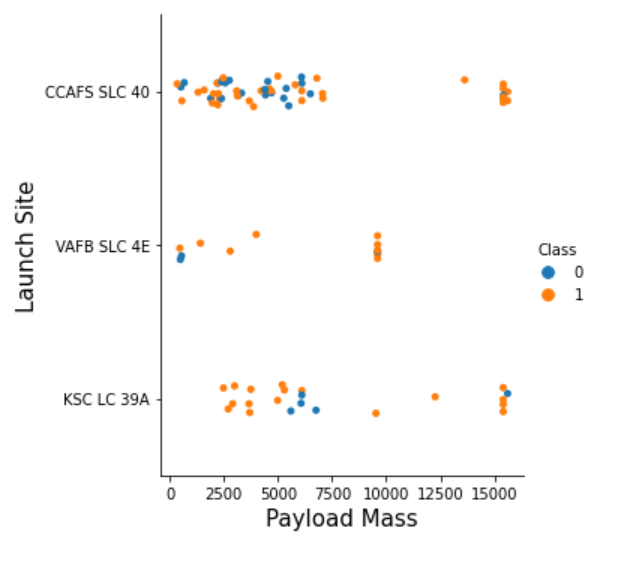 CCAFS SLC 40
VAFB SLC 4E
KSC LC 39A
Launch Site
0 2500 5000 7500 10000 12500 15000
Payload Mass
Class
0
1